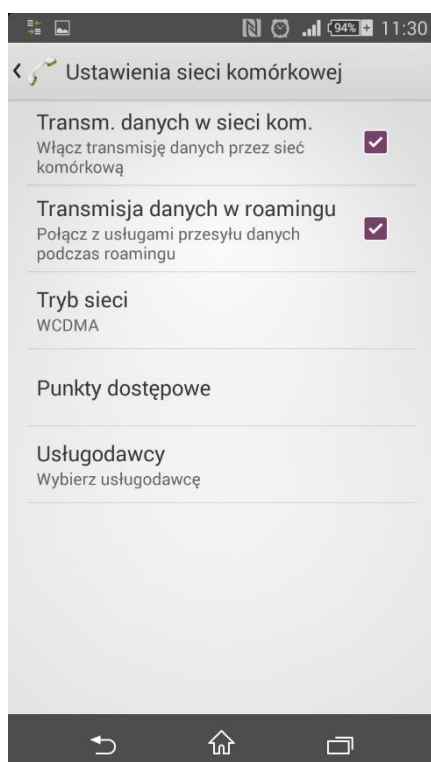 94% 11:30
Ustawienia sieci komórkowej
Transm. danych w sieci kom.
Włącz transmisję danych przez sieć
komórkową
Transmisja danych w roamingu
Połącz z usługami przesyłu danych
podczas roamingu
Tryb sieci
WCDMA
Punkty dostępowe
Usługodawcy
Wybierz usługodawcę